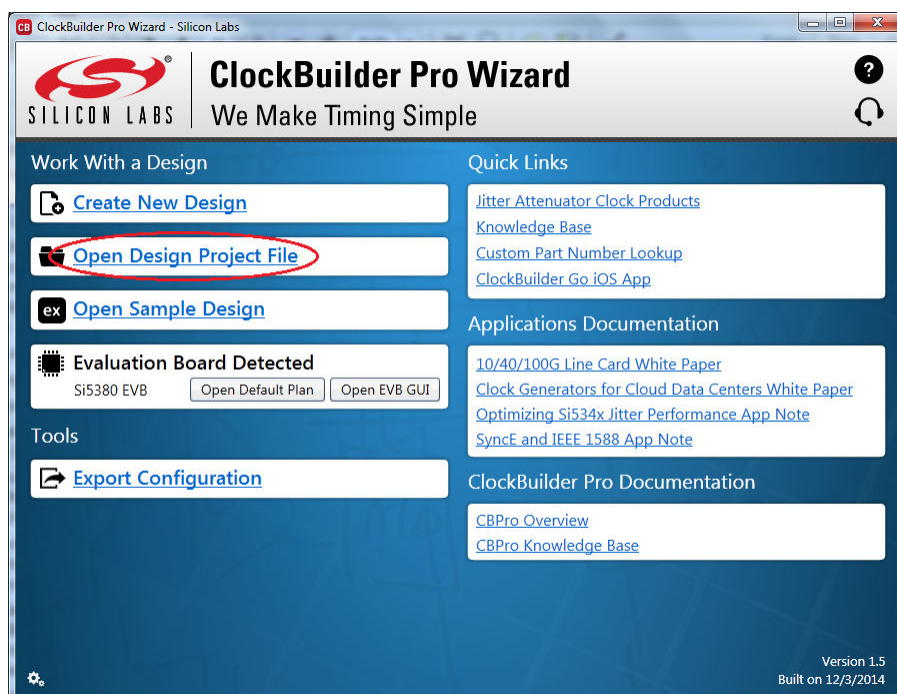 CB ClockBuilder Pro Wizard - Silicon Labs
SILICON LABS
®
ClockBuilder Pro Wizard
We Make Timing Simple
?
Work With a Design
Create New Design
Open Design Project File
ex Open Sample Design
Evaluation Board Detected
Si5380 EVB Open Default Plan Open EVB GUI
Tools
Export Configuration
Quick Links
Jitter Attenuator Clock Products
Knowledge Base
Custom Part Number Lookup
ClockBuilder Go iOS App
Applications Documentation
10/40/100G Line Card White Paper
Clock Generators for Cloud Data Centers White Paper
Optimizing Si534x Jitter Performance App Note
SyncE and IEEE 1588 App Note
ClockBuilder Pro Documentation
CBPro Overview
CBPro Knowledge Base
Version 1.5
Built on 12/3/2014